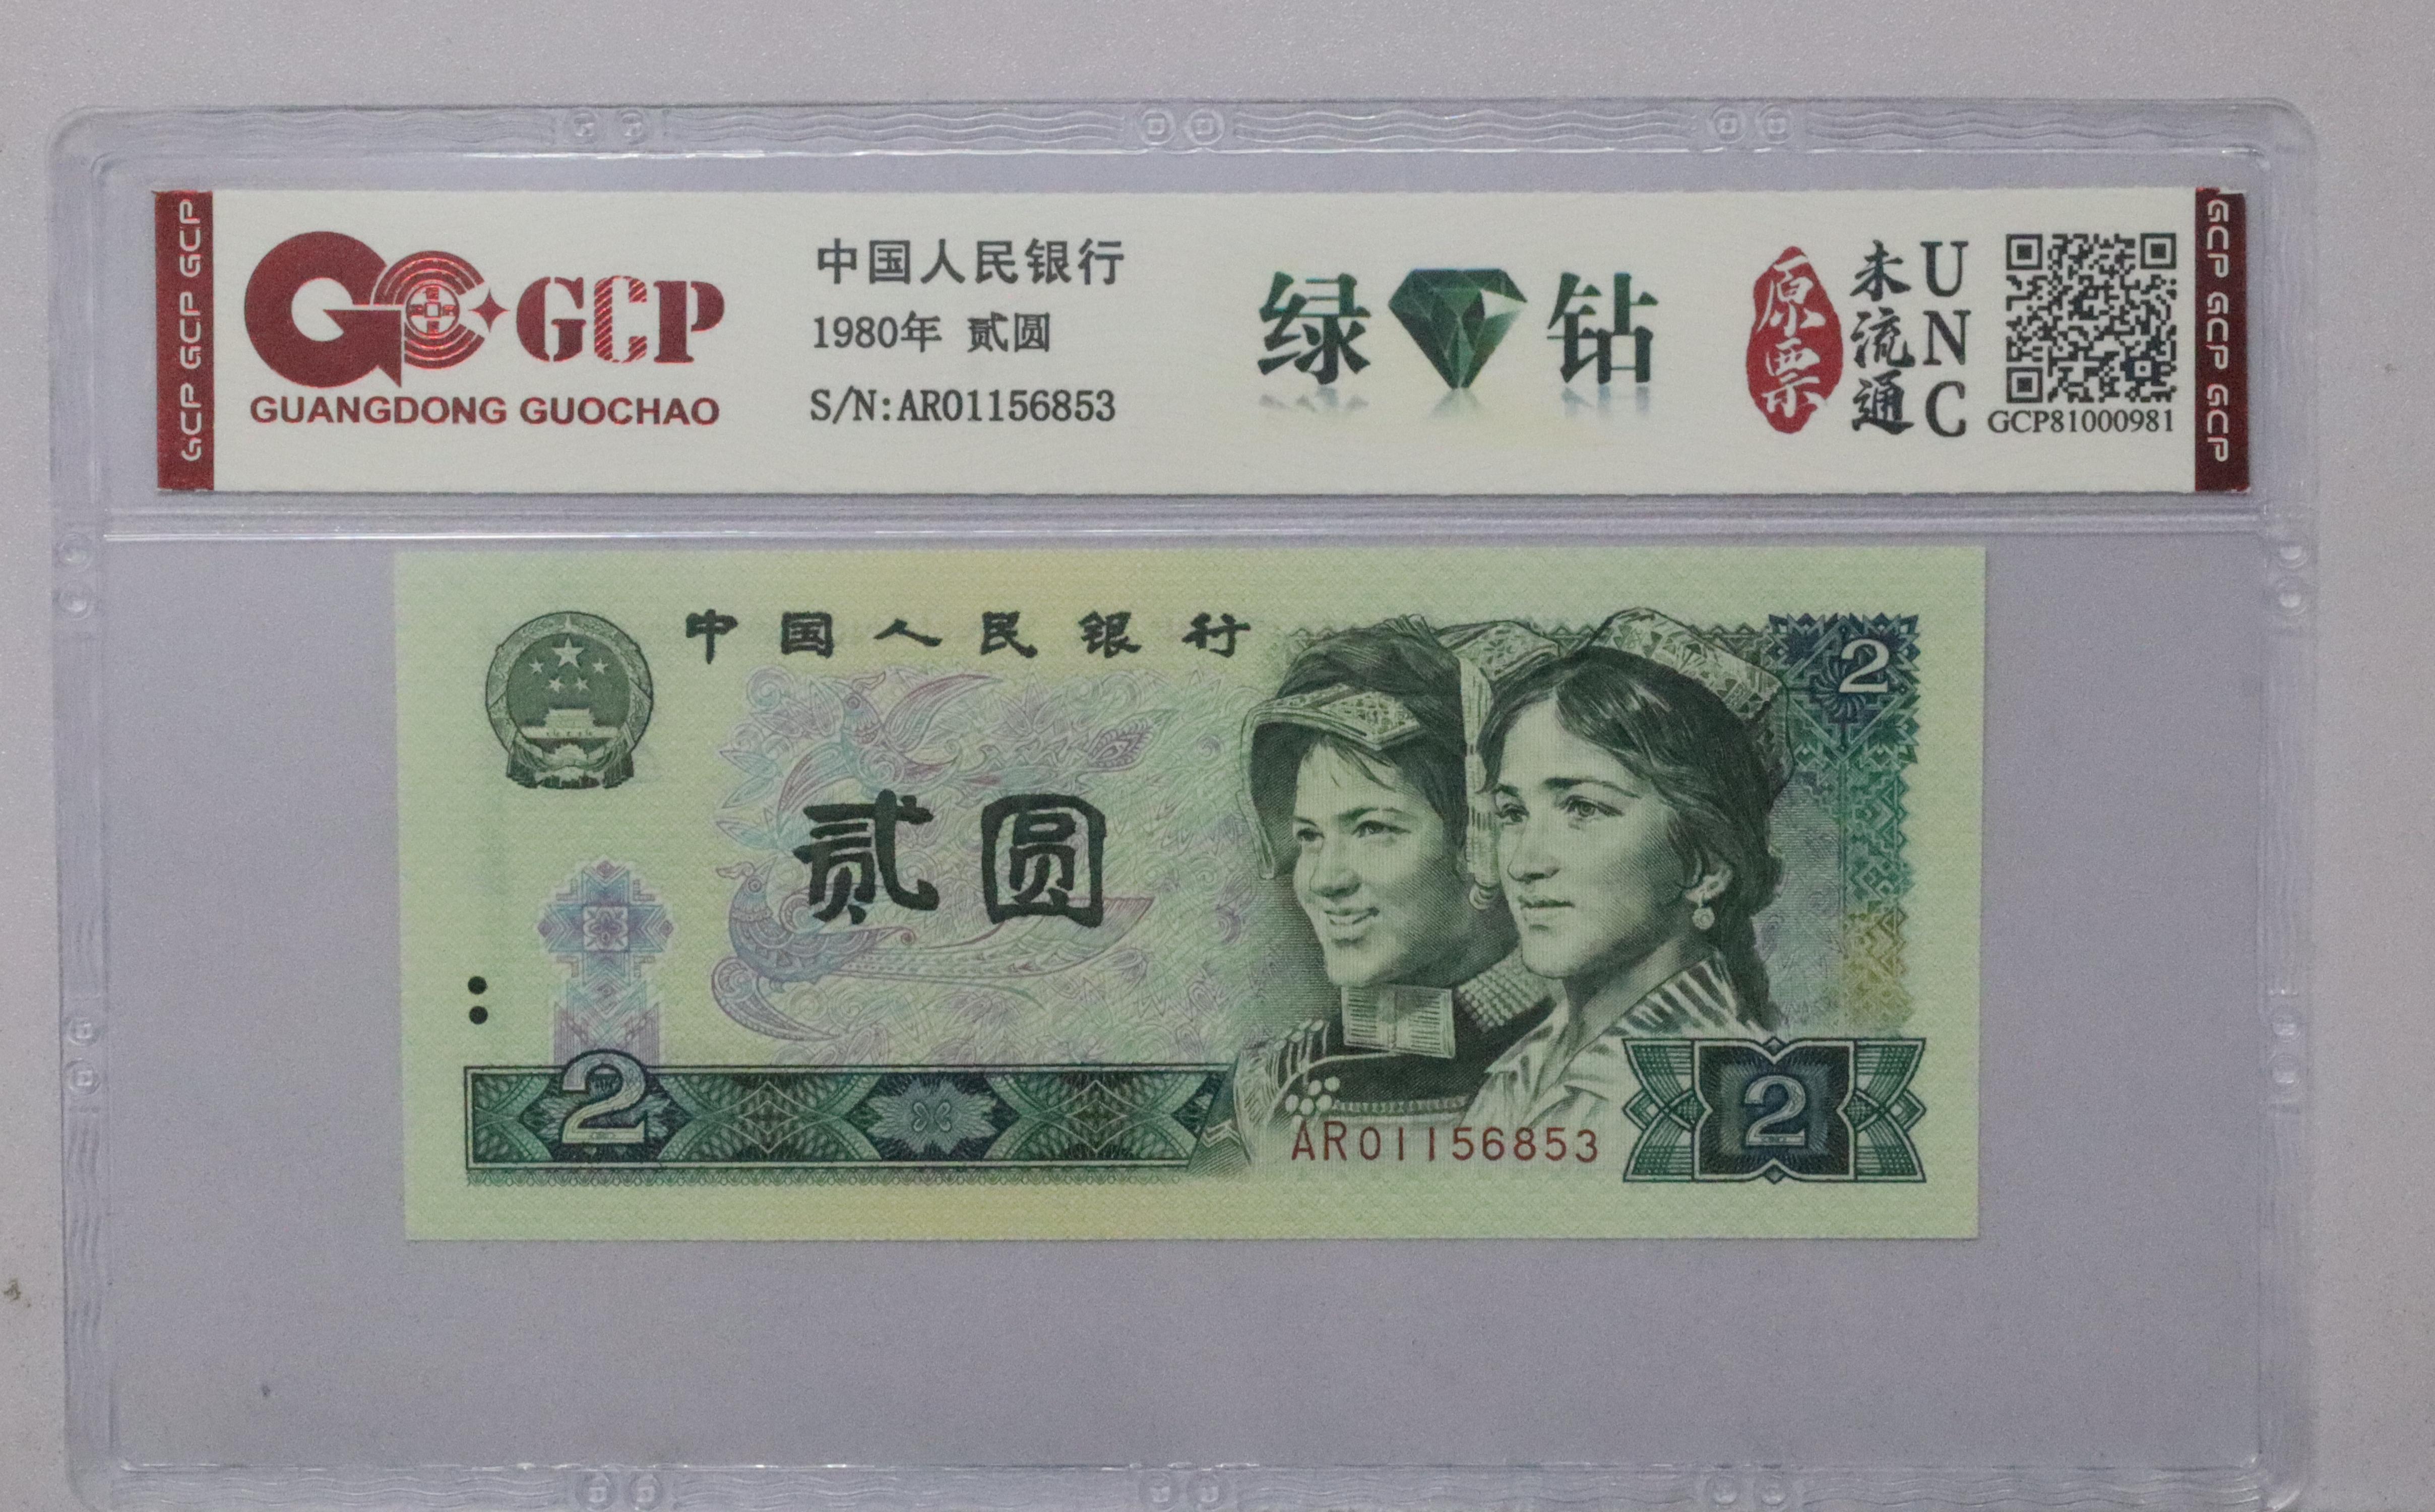 GCP GCP GCP
GCP
GUANGDONG GUOCHAO
中国人民银行
1980年 贰圆
S/N:AR01156853
绿 钻
原票
未流通
UNC
GCP81000981
GCP GCP GCP
中国人民银行
2
贰圆
2
AR01156853
2